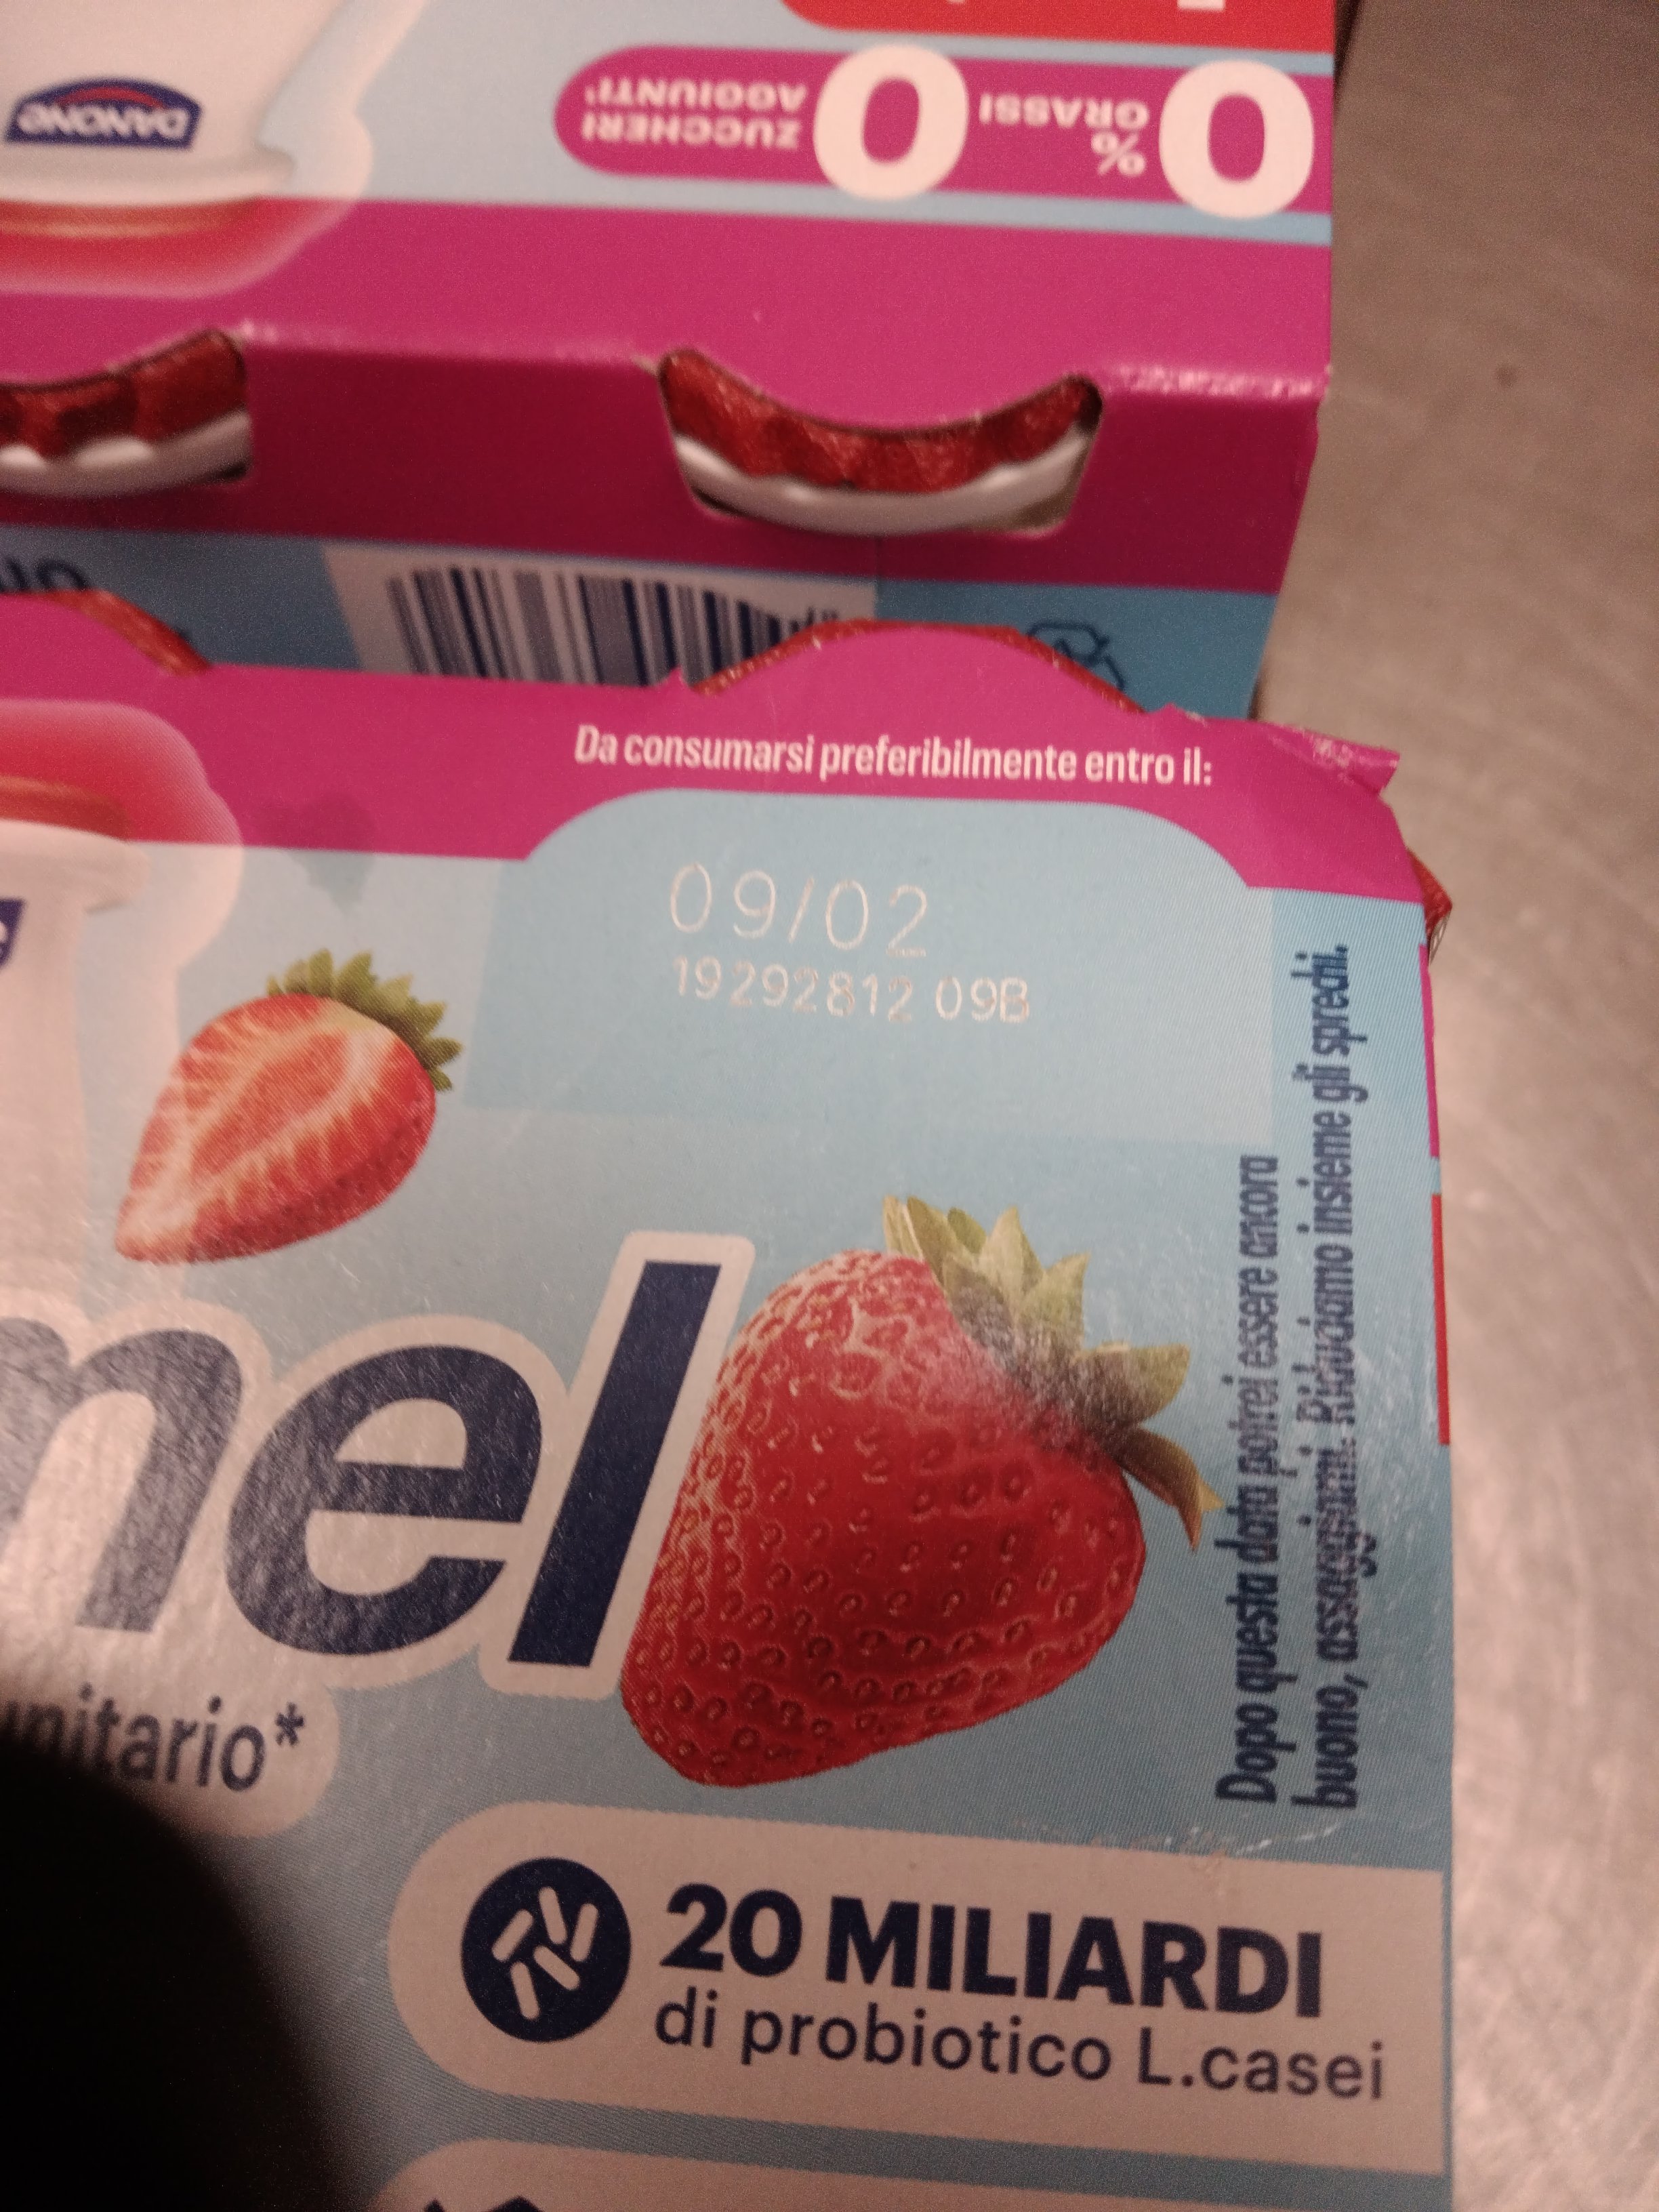 DANONE
0% GRASSI
0 ZUCCHERI
AGGIUNTI¹
Da consumarsi preferibilmente entro il:
09/02
19292812 09B
Dopo questa data potrei essere ancora
buono, assaggiami. Riduciamo insieme gli sprechi.
mel
unitario*
20 MILIARDI
di probiotico L.casei